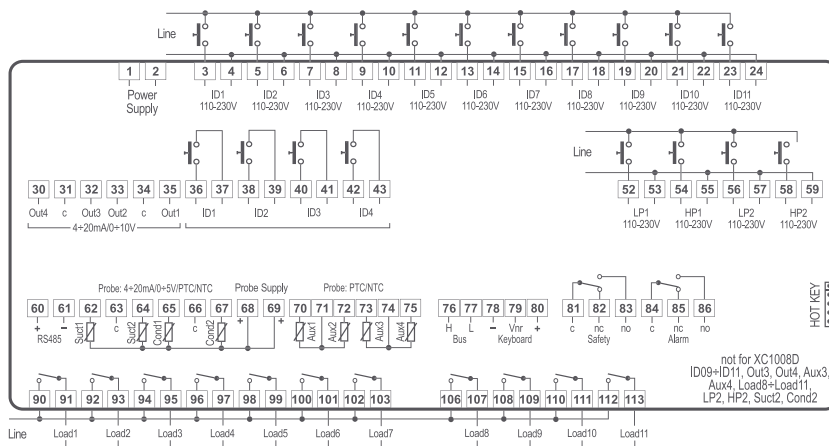 Line
1 2 3 4 5 6 7 8 9 10 11 12 13 14 15 16 17 18 19 20 21 22 23 24
Power Supply ID1 ID2 ID3 ID4 ID5 ID6 ID7 ID8 ID9 ID10 ID11
110-230V 110-230V 110-230V 110-230V 110-230V 110-230V 110-230V 110-230V 110-230V 110-230V 110-230V
Line
30 31 32 33 34 35 36 37 38 39 40 41 42 43 52 53 54 55 56 57 58 59
Out4 c Out3 Out2 c Out1 ID1 ID2 ID3 ID4 LP1 HP1 LP2 HP2
4÷20mA/0÷10V 110-230V 110-230V 110-230V 110-230V
Probe: 4÷20mA/0÷5V/PTC/NTC Probe Supply Probe: PTC/NTC
60 61 62 63 64 65 66 67 68 69 70 71 72 73 74 75 76 77 78 79 80 81 82 83 84 85 86
+ − Suct1 c Suct2 Cond1 c Cond2 + + Aux1 Aux2 Aux3 Aux4 H L − Vnr + c nc no c nc no
RS485 Bus Keyboard Safety Alarm
HOT KEY
not for XC1008D
ID09÷ID11, Out3, Out4, Aux3,
Aux4, Load8÷Load11,
LP2, HP2, Suct2, Cond2
90 91 92 93 94 95 96 97 98 99 100 101 102 103 106 107 108 109 110 111 112 113
Line Load1 Load2 Load3 Load4 Load5 Load6 Load7 Load8 Load9 Load10 Load11